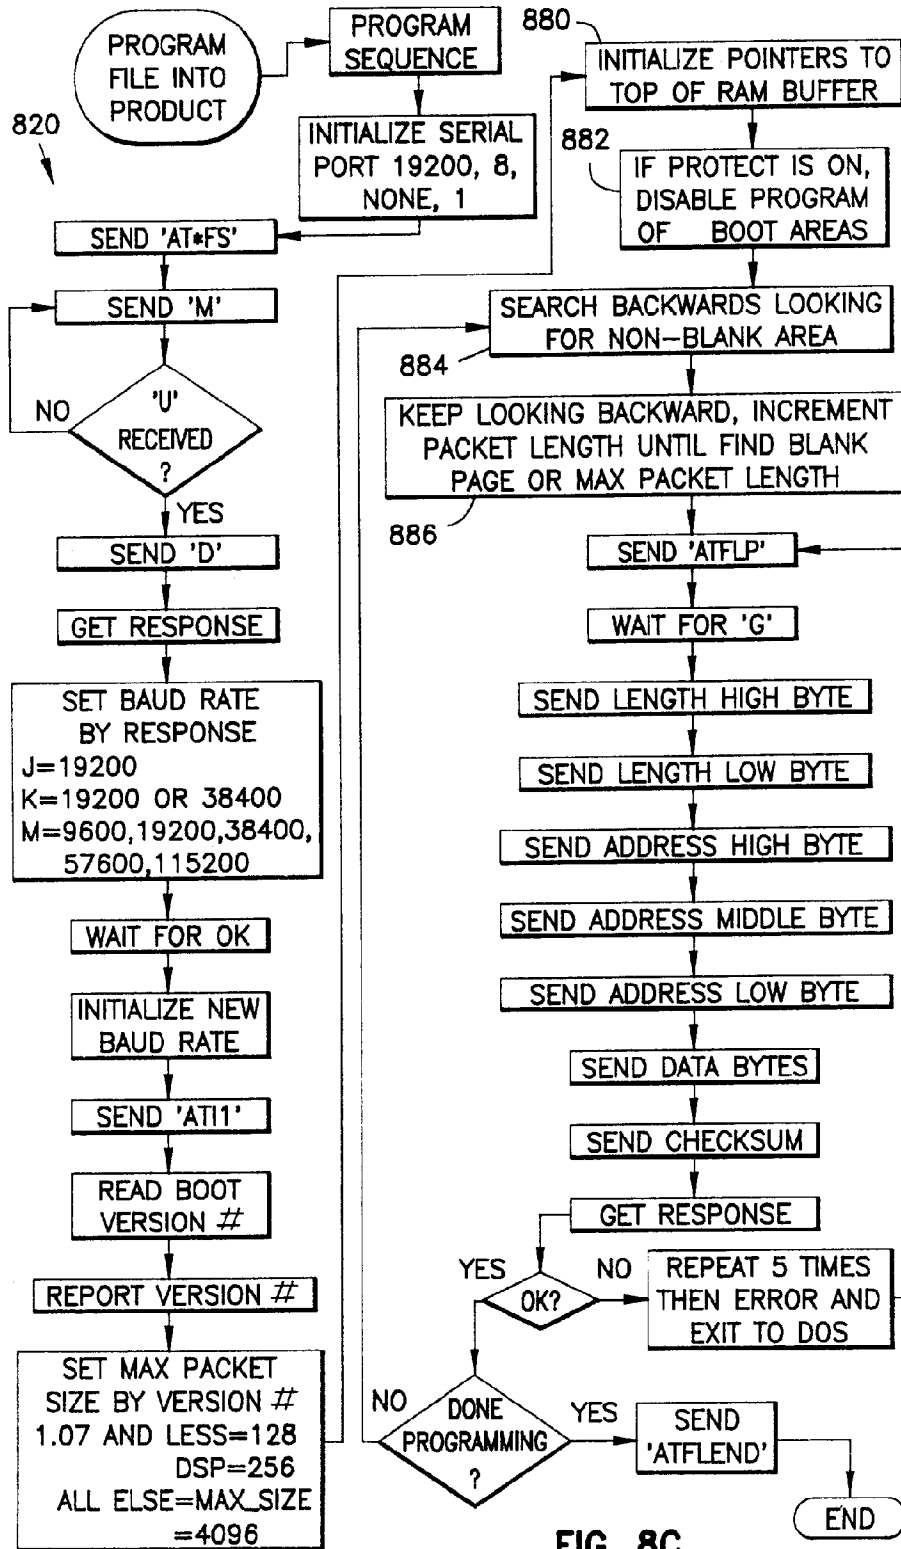 PROGRAM
FILE INTO
PRODUCT
PROGRAM
SEQUENCE
820
INITIALIZE SERIAL
PORT 19200, 8,
NONE, 1
SEND 'AT*FS'
SEND 'M'
NO
'U'
RECEIVED
?
YES
SEND 'D'
GET RESPONSE
SET BAUD RATE
BY RESPONSE
J=19200
K=19200 OR 38400
M=9600,19200,38400,
57600,115200
WAIT FOR OK
INITIALIZE NEW
BAUD RATE
SEND 'ATI1'
READ BOOT
VERSION #
REPORT VERSION #
SET MAX PACKET
SIZE BY VERSION #
1.07 AND LESS=128
DSP=256
ALL ELSE=MAX_SIZE
=4096
880
INITIALIZE POINTERS TO
TOP OF RAM BUFFER
882
IF PROTECT IS ON,
DISABLE PROGRAM
OF BOOT AREAS
SEARCH BACKWARDS LOOKING
FOR NON-BLANK AREA
884
KEEP LOOKING BACKWARD, INCREMENT
PACKET LENGTH UNTIL FIND BLANK
PAGE OR MAX PACKET LENGTH
886
SEND 'ATFLP'
WAIT FOR 'G'
SEND LENGTH HIGH BYTE
SEND LENGTH LOW BYTE
SEND ADDRESS HIGH BYTE
SEND ADDRESS MIDDLE BYTE
SEND ADDRESS LOW BYTE
SEND DATA BYTES
SEND CHECKSUM
GET RESPONSE
YES
OK?
NO
REPEAT 5 TIMES
THEN ERROR AND
EXIT TO DOS
NO
DONE
PROGRAMMING
?
YES
SEND
'ATFLEND'
END
FIG. 8C